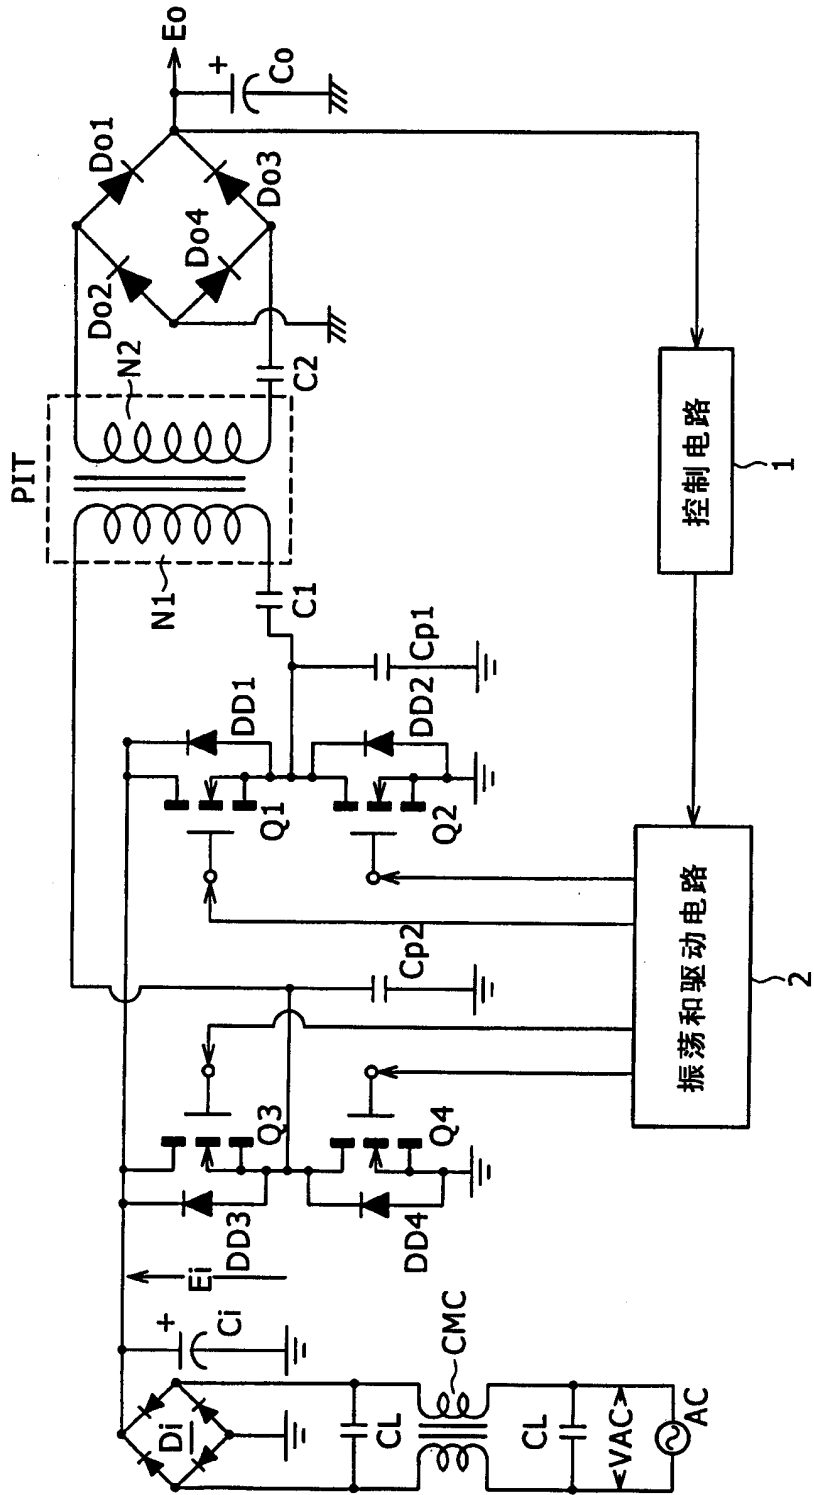 Eo
+
Co
Do1
Do3
Do4
Do2
N2
C2
PIT
N1
C1
控制电路
1
Cp1
DD1
DD2
Q1
Q2
Cp2
振荡和驱动电路
2
Q3
Q4
DD3
DD4
Ei
+
Ci
Di
CMC
CL
CL
VAC
AC